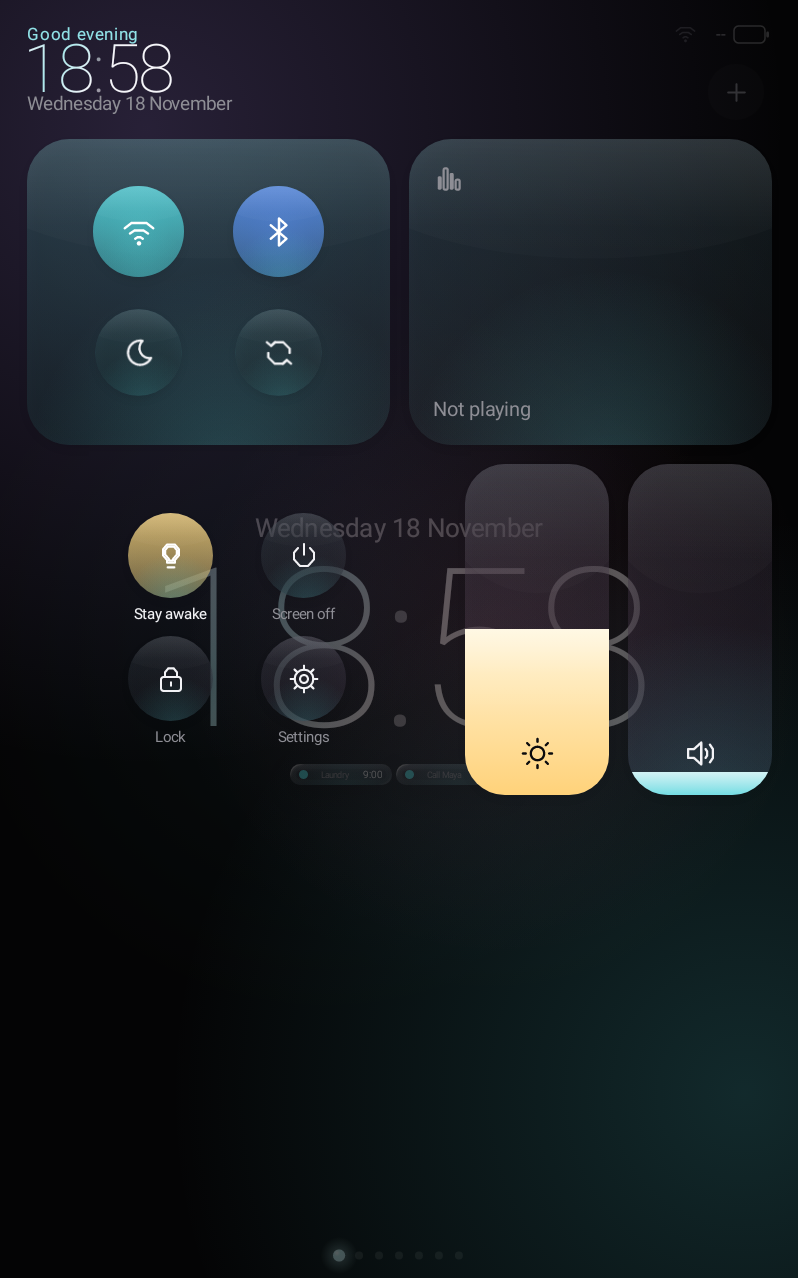 Good evening
18:58
Wednesday 18 November
--
Not playing
Wednesday 18 November
18:58
Stay awake
Screen off
Lock
Settings
Laundry 9:00
Call Maya